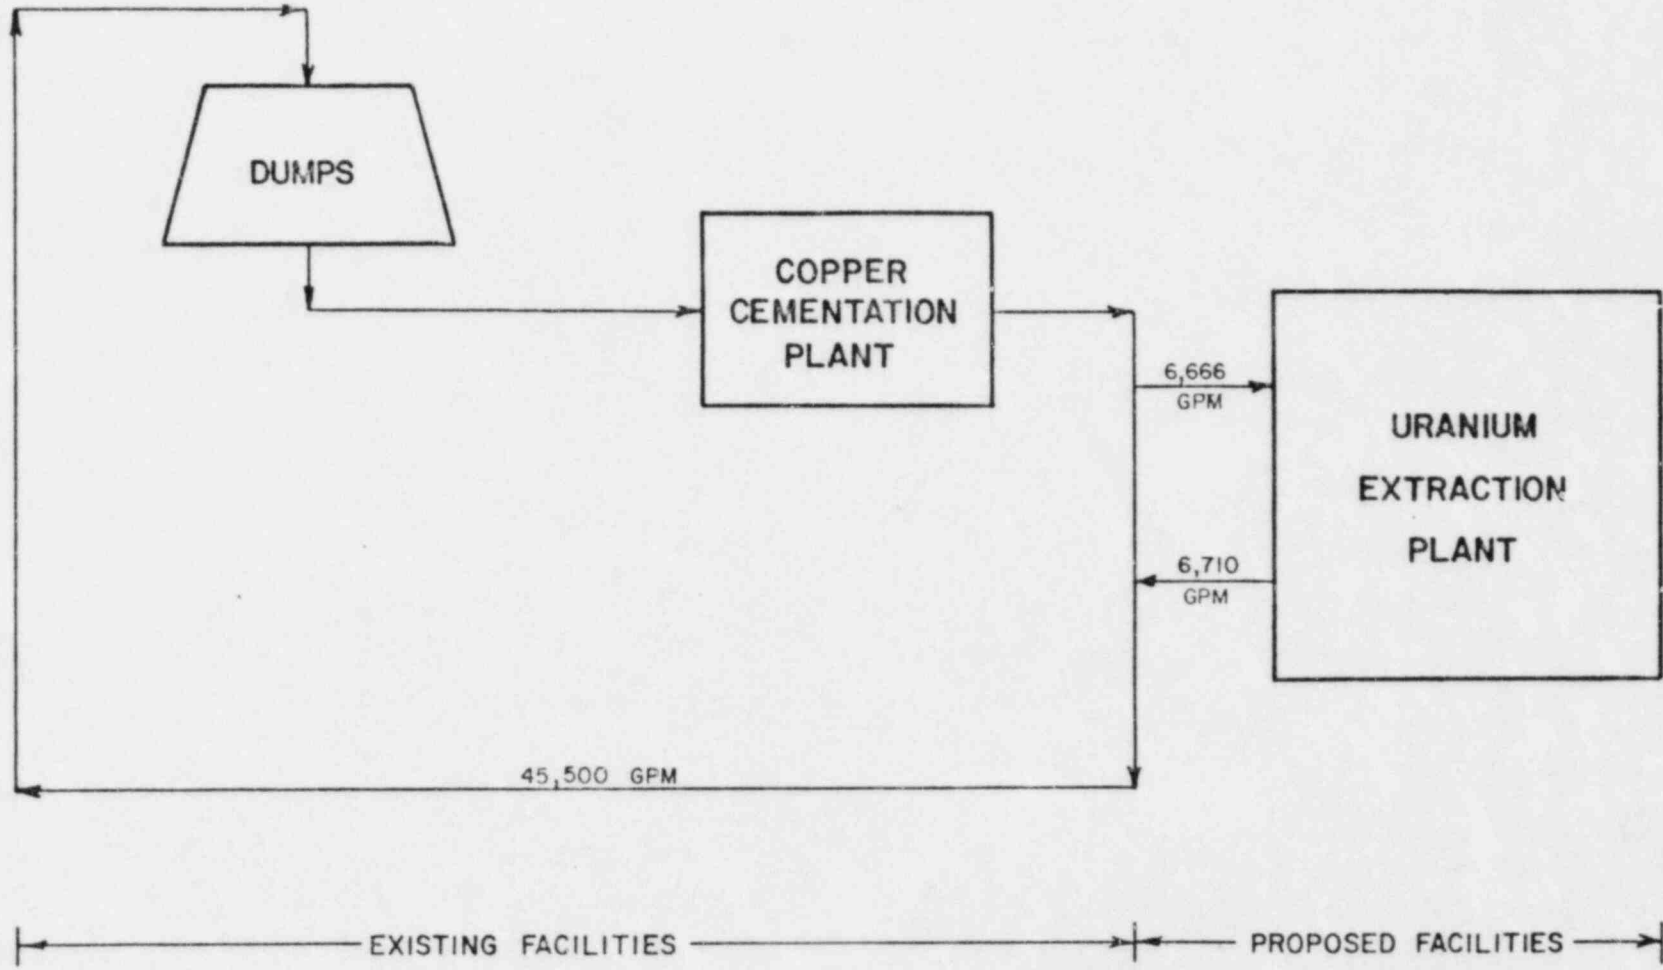 DUMPS
COPPER
CEMENTATION
PLANT
6,666
GPM
URANIUM
EXTRACTION
PLANT
6,710
GPM
45,500 GPM
EXISTING FACILITIES
PROPOSED FACILITIES